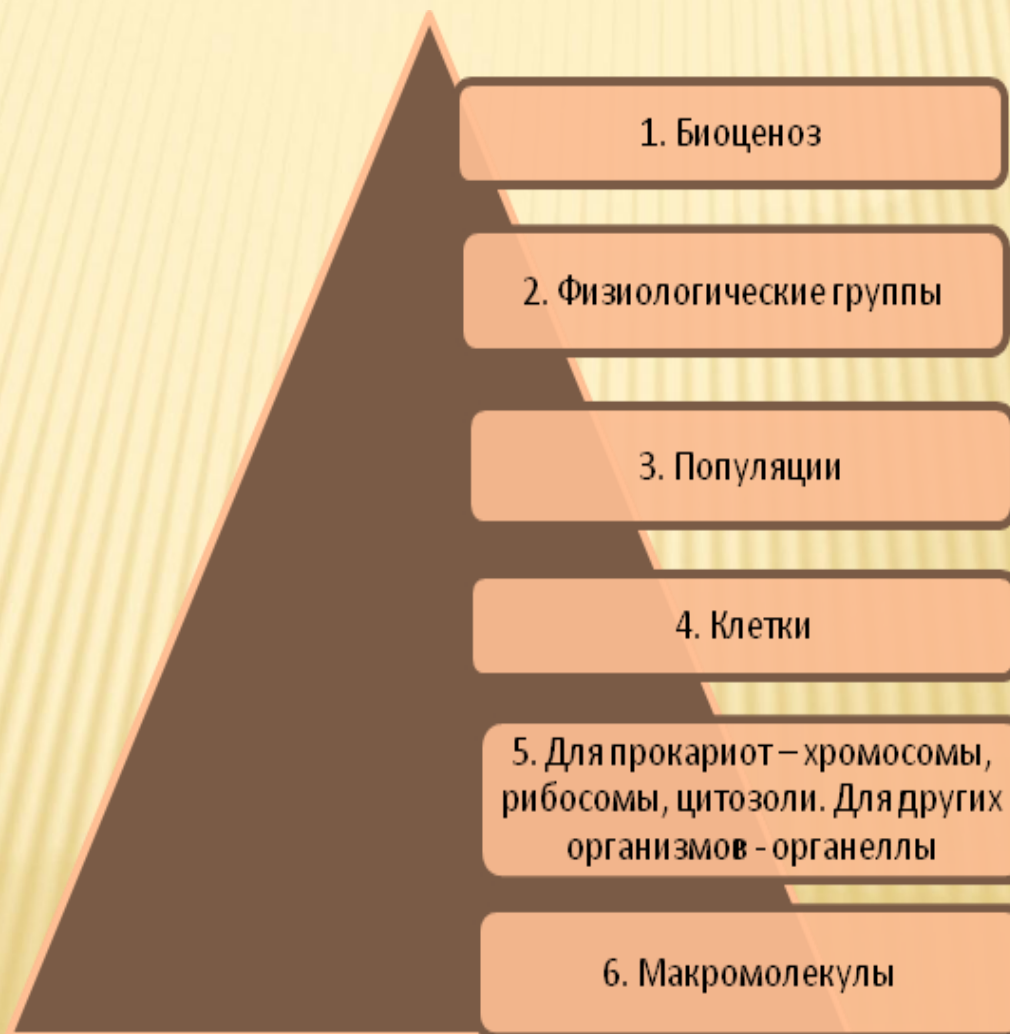 1. Биоценоз
2. Физиологические группы
3. Популяции
4. Клетки
5. Для прокариот – хромосомы,
рибосомы, цитозоли. Для других
организмов - органеллы
6. Макромолекулы